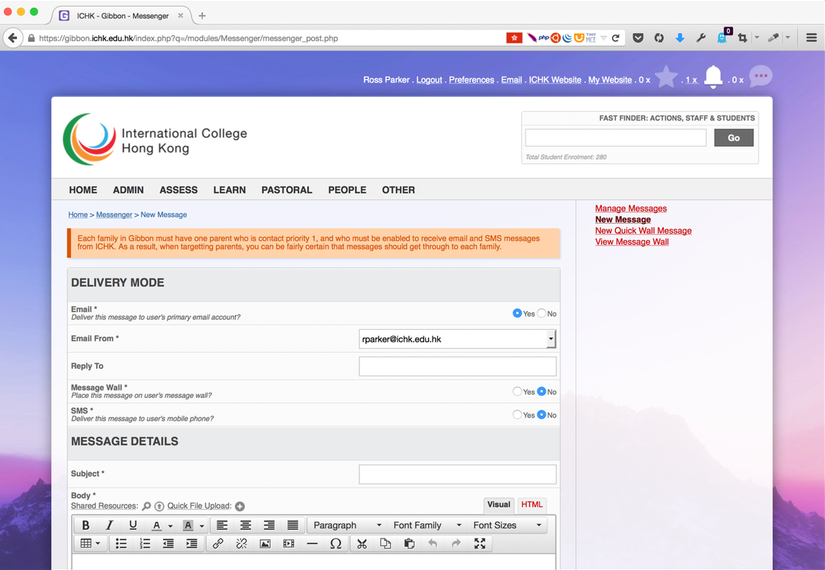 ICHK - Gibbon - Messenger
https://gibbon.ichk.edu.hk/index.php?q=/modules/Messenger/messenger_post.php
php
0
Ross Parker . Logout . Preferences . Email . ICHK Website . My Website . 0 x . 1 x . 0 x
International College
Hong Kong
FAST FINDER: ACTIONS, STAFF & STUDENTS
Go
Total Student Enrolment: 280
HOME ADMIN ASSESS LEARN PASTORAL PEOPLE OTHER
Home > Messenger > New Message
Manage Messages
New Message
New Quick Wall Message
View Message Wall
Each family in Gibbon must have one parent who is contact priority 1, and who must be enabled to receive email and SMS messages
from ICHK. As a result, when targetting parents, you can be fairly certain that messages should get through to each family.
DELIVERY MODE
Email *
Deliver this message to user's primary email account?
Yes No
Email From *
rparker@ichk.edu.hk
Reply To
Message Wall *
Place this message on user's message wall?
Yes No
SMS *
Deliver this message to user's mobile phone?
Yes No
MESSAGE DETAILS
Subject *
Body *
Shared Resources: Quick File Upload:
Visual HTML
B I U A A Paragraph Font Family Font Sizes